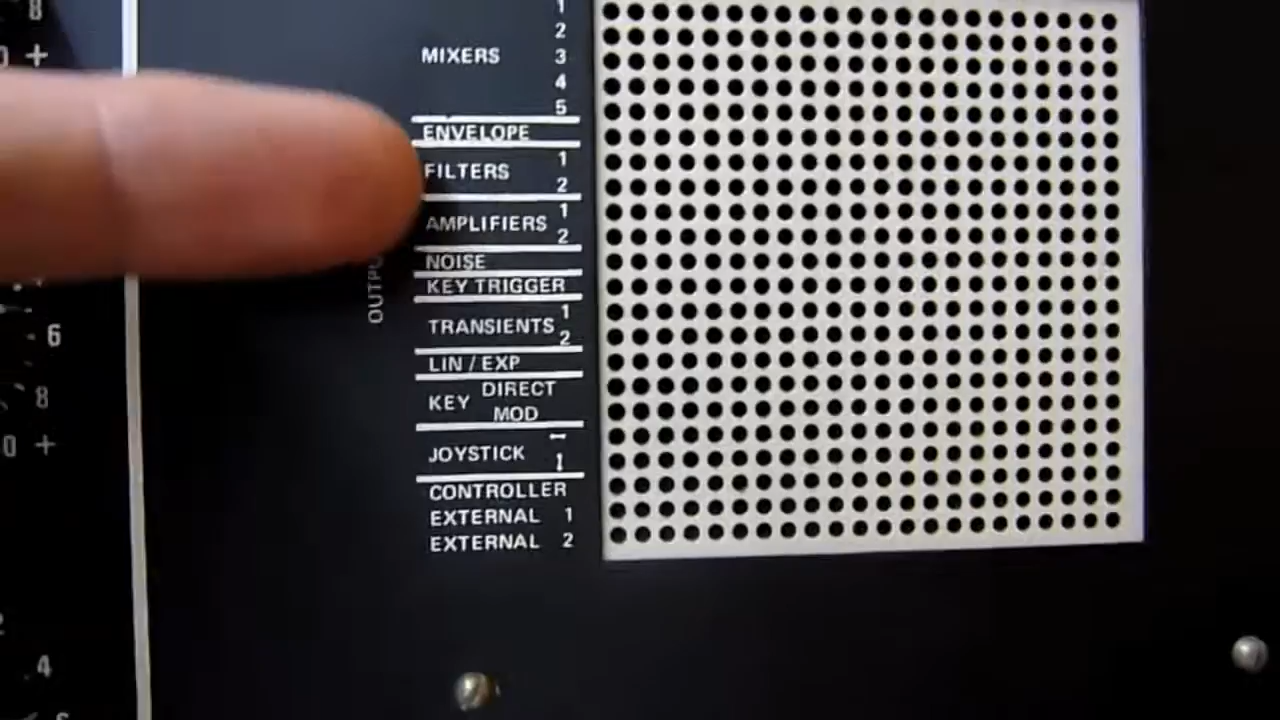 8
0 +
6
8
0 +
4
1
2
MIXERS 3
4
5
ENVELOPE
FILTERS 1
2
AMPLIFIERS 1
2
NOISE
KEY TRIGGER
TRANSIENTS 1
2
LIN / EXP
KEY DIRECT
MOD
JOYSTICK
CONTROLLER
EXTERNAL 1
EXTERNAL 2